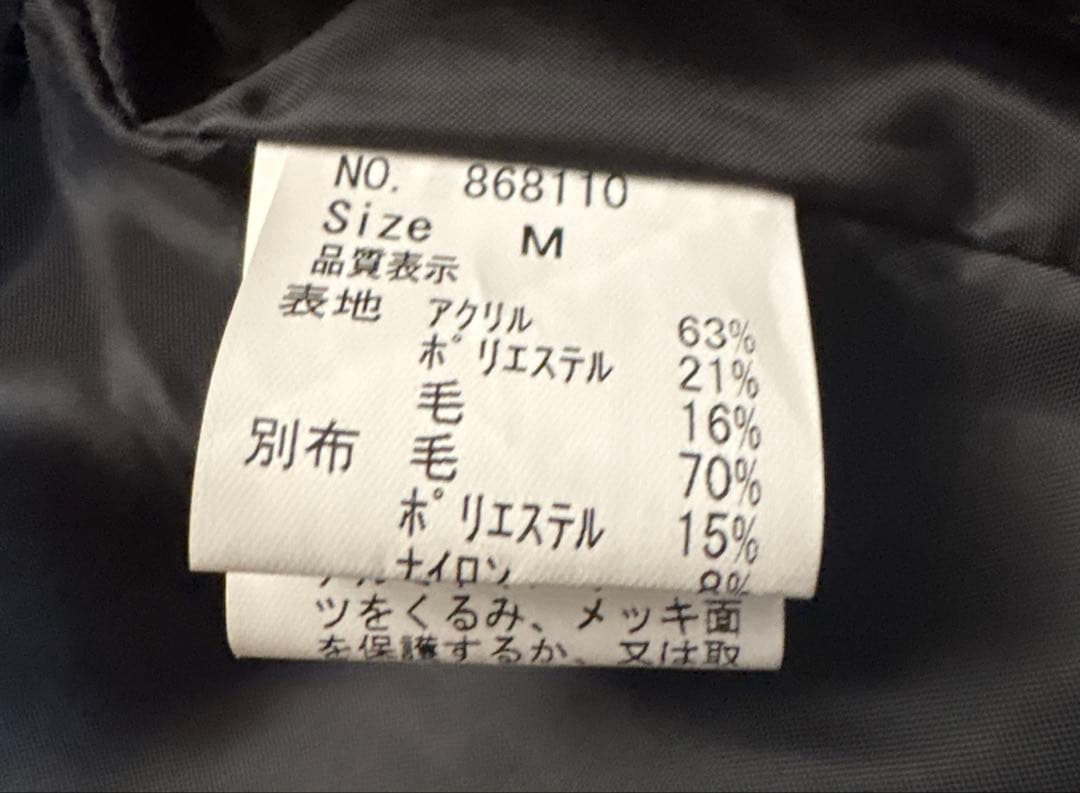 NO. 868110
Size M
品質表示
表地 アクリル 63%
ポリエステル 21%
毛 16%
別布 毛 70%
ポリエステル 15%
ナイロン 8%
ツをくるみ、メッキ面
を保護するか、又は取